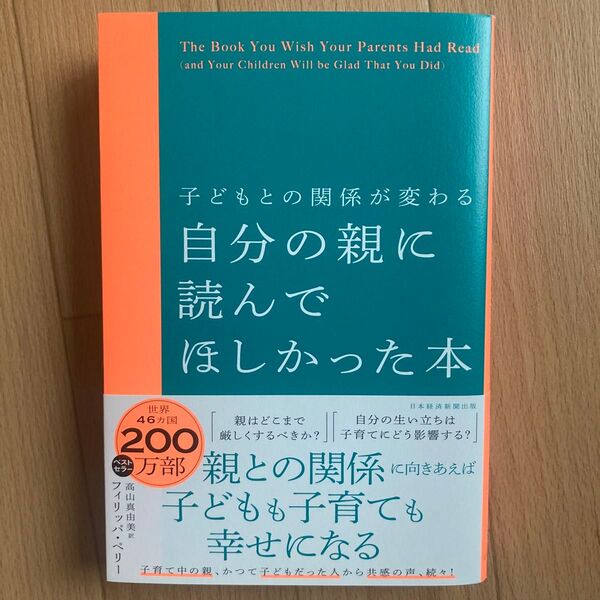 The Book You Wish Your Parents Had Read
(and Your Children Will be Glad That You Did)
子どもとの関係が変わる
自分の親に
読んで
ほしかった本
日本経済新聞出版
世界
46カ国
200
万部
ベスト
セラー
「親はどこまで
厳しくするべきか?」
「自分の生い立ちは
子育てにどう影響する?」
親との関係に向きあえば
子どもも子育ても
幸せになる
子育て中の親、かつて子どもだった人から共感の声、続々!
フィリッパ・ペリー
高山真由美 訳